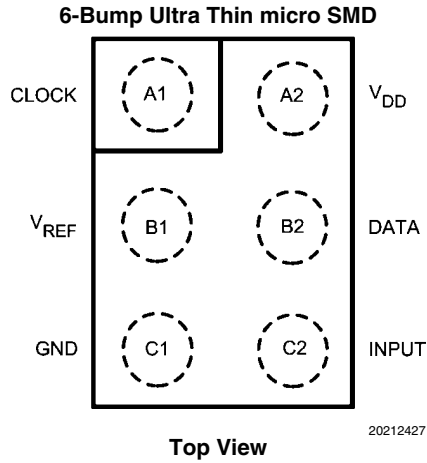 6-Bump Ultra Thin micro SMD
CLOCK A1 A2 VDD
VREF B1 B2 DATA
GND C1 C2 INPUT
20212427
Top View